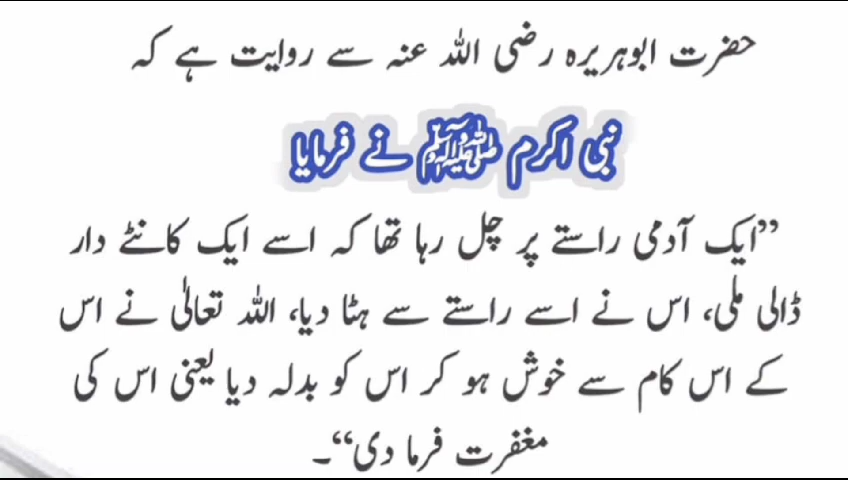 حضرت ابوہریرہ رضی اللہ عنہ سے روایت ہے کہ
نبی اکرم ﷺ نے فرمایا
”ایک آدمی راستے پر چل رہا تھا کہ اسے ایک کانٹے دار
ڈالی ملی، اس نے اسے راستے سے ہٹا دیا، اللہ تعالیٰ نے اس
کے اس کام سے خوش ہو کر اس کو بدلہ دیا یعنی اس کی
مغفرت فرما دی“۔